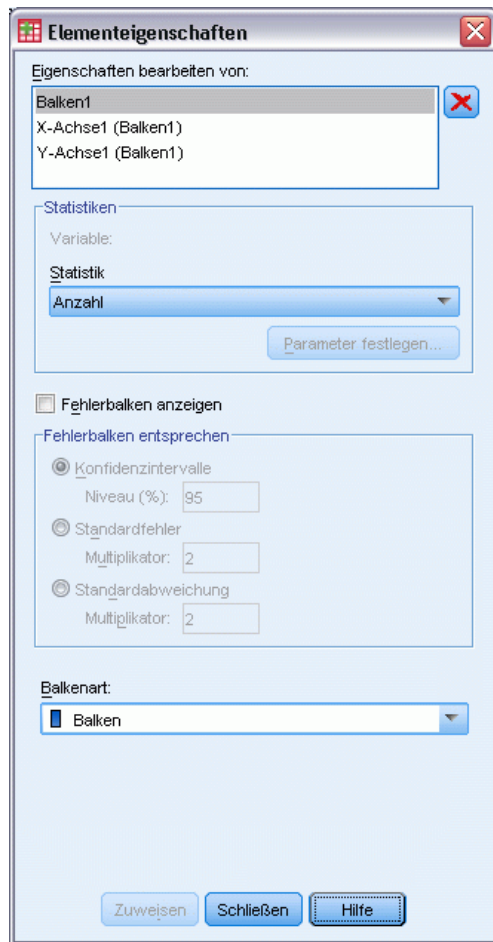 Elementeigenschaften
Eigenschaften bearbeiten von:
Balken1
X-Achse1 (Balken1)
Y-Achse1 (Balken1)
Statistiken
Variable:
Statistik
Anzahl
Parameter festlegen...
Fehlerbalken anzeigen
Fehlerbalken entsprechen
Konfidenzintervalle
Niveau (%): 95
Standardfehler
Multiplikator: 2
Standardabweichung
Multiplikator: 2
Balkenart:
Balken
Zuweisen Schließen Hilfe